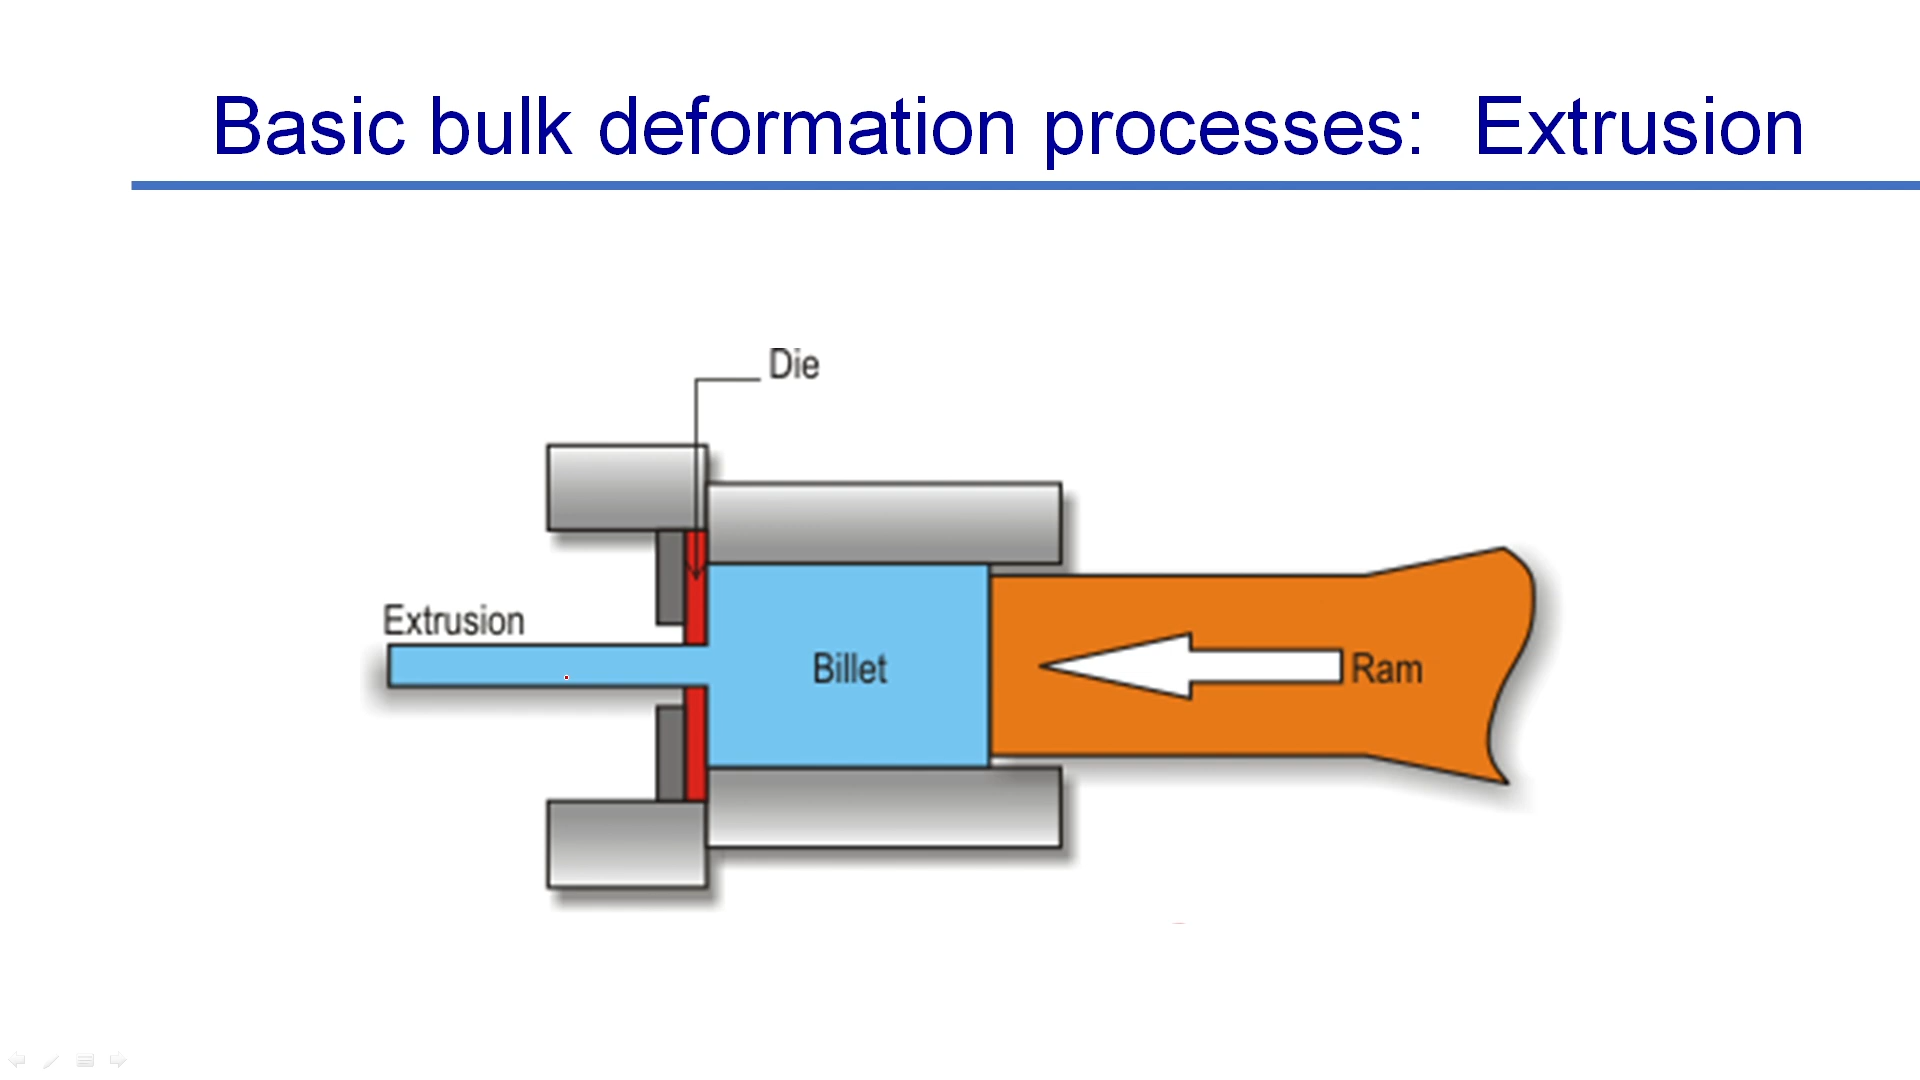 Basic bulk deformation processes:  Extrusion
Die
Extrusion
Billet
Ram